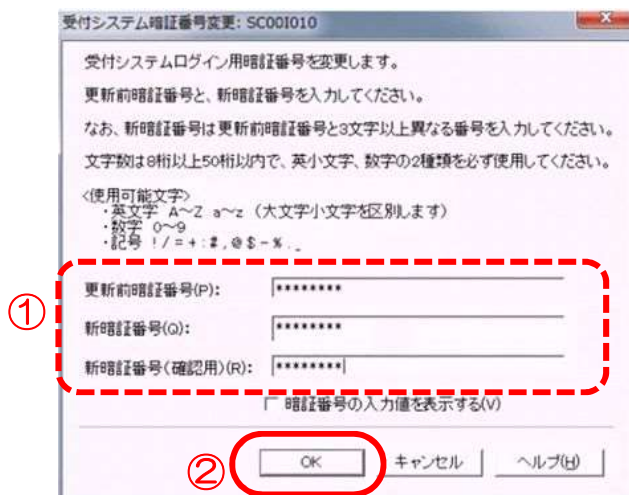 受付システム暗証番号変更: SC00I010
受付システムログイン用暗証番号を変更します。
更新前暗証番号と、新暗証番号を入力してください。
なお、新暗証番号は更新前暗証番号と3文字以上異なる番号を入力してください。
文字数は8桁以上50桁以内で、英小文字、数字の2種類を必ず使用してください。
<使用可能文字>
・英文字 A～Z a～z (大文字小文字を区別します)
・数字 0～9
・記号 ! / = + : # , @ $ - % . _
① 更新前暗証番号(P): ********
新暗証番号(Q): ********
新暗証番号(確認用)(R): ********
暗証番号の入力値を表示する(V)
② OK キャンセル ヘルプ(H)